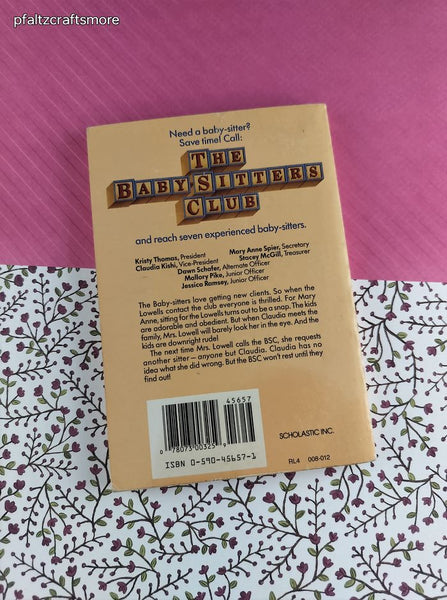 pfaltzcraftsmore
Need a baby-sitter?
Save time! Call:
THE
BABY-SITTERS
CLUB
and reach seven experienced baby-sitters.
Kristy Thomas, President Mary Anne Spier, Secretary
Claudia Kishi, Vice-President Stacey McGill, Treasurer
Dawn Schafer, Alternate Officer
Mallory Pike, Junior Officer
Jessica Ramsey, Junior Officer
The Baby-sitters love getting new clients. So when the
Lowells contact the club everyone is thrilled. For Mary
Anne, sitting for the Lowells turns out to be a snap. The kids
are adorable and obedient. But when Claudia meets the
family, Mrs. Lowell will barely look her in the eye. And the
kids are downright rude!
The next time Mrs. Lowell calls the BSC, she requests
another sitter – anyone but Claudia. Claudia has no
idea what she did wrong. But the BSC won't rest until they
find out!
45657
0 78073 00325 9
ISBN 0-590-45657-1
SCHOLASTIC INC.
RL4 008-012